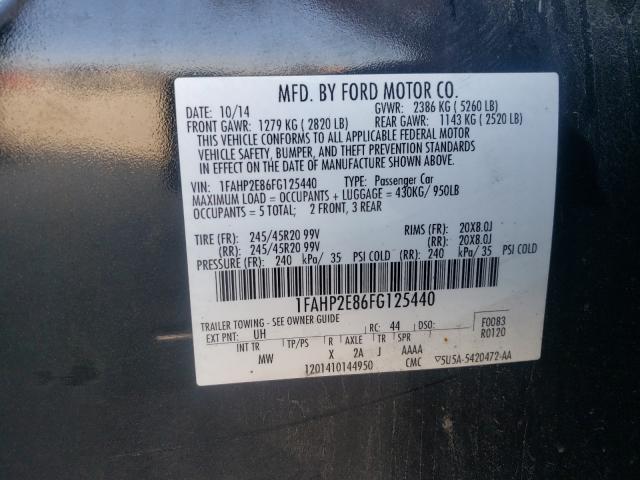 MFD. BY FORD MOTOR CO.
DATE: 10/14 GVWR: 2386 KG ( 5260 LB)
FRONT GAWR: 1279 KG ( 2820 LB) REAR GAWR: 1143 KG ( 2520 LB)
THIS VEHICLE CONFORMS TO ALL APPLICABLE FEDERAL MOTOR
VEHICLE SAFETY, BUMPER, AND THEFT PREVENTION STANDARDS
IN EFFECT ON THE DATE OF MANUFACTURE SHOWN ABOVE.
VIN: 1FAHP2E86FG125440 TYPE: Passenger Car
MAXIMUM LOAD = OCCUPANTS + LUGGAGE = 430KG/ 950LB
OCCUPANTS = 5 TOTAL; 2 FRONT, 3 REAR
TIRE (FR): 245/45R20 99V RIMS (FR): 20X8.0J
(RR): 245/45R20 99V (RR): 20X8.0J
PRESSURE (FR): 240 kPa/ 35 PSI COLD (RR): 240 kPa/ 35 PSI COLD
1FAHP2E86FG125440
TRAILER TOWING - SEE OWNER GUIDE
EXT PNT: UH RC: 44 DSO: F0083
INT TR TP/PS R AXLE TR SPR R0120
MW X 2A J AAAA
1201410144950 CMC ▽5U5A-5420472-AA